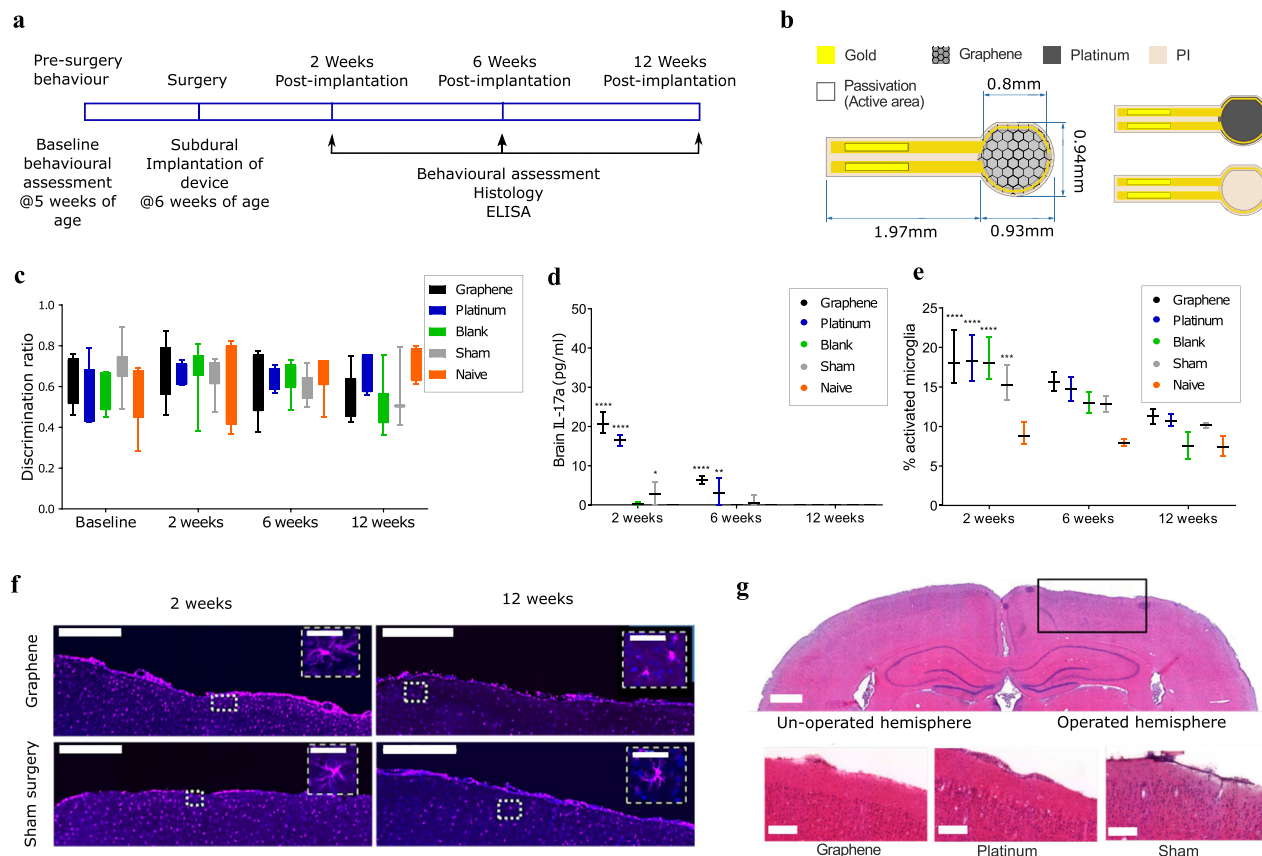 a
Pre-surgery
behaviour
Surgery
2 Weeks
Post-implantation
6 Weeks
Post-implantation
12 Weeks
Post-implantation
Baseline
behavioural
assessment
@5 weeks of
age
Subdural
Implantation of
device
@6 weeks of age
Behavioural assessment
Histology
ELISA
b
Gold
Graphene
Platinum
PI
Passivation
(Active area)
0.8mm
0.94mm
1.97mm
0.93mm
c
Discrimination ratio
1.0
0.8
0.6
0.4
0.2
0.0
Baseline
2 weeks
6 weeks
12 weeks
Graphene
Platinum
Blank
Sham
Naive
d
Brain IL-17a (pg/ml)
50
40
30
20
10
0
****
****
*
****
**
2 weeks
6 weeks
12 weeks
Graphene
Platinum
Blank
Sham
Naive
e
% activated microglia
25
20
15
10
5
0
****
****
****
***
2 weeks
6 weeks
12 weeks
Graphene
Platinum
Blank
Sham
Naive
f
2 weeks
12 weeks
Graphene
Sham surgery
g
Un-operated hemisphere
Operated hemisphere
Graphene
Platinum
Sham